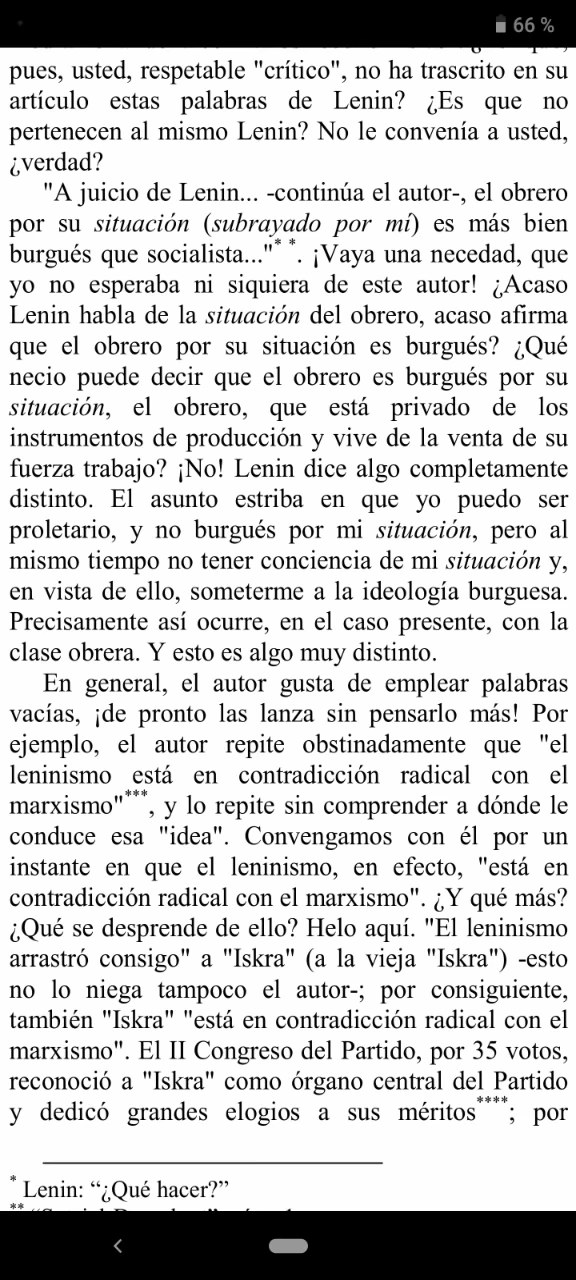 66 %
pues, usted, respetable "crítico", no ha trascrito en su
artículo estas palabras de Lenin? ¿Es que no
pertenecen al mismo Lenin? No le convenía a usted,
¿verdad?
"A juicio de Lenin... -continúa el autor-, el obrero
por su situación (subrayado por mí) es más bien
burgués que socialista..."* *. ¡Vaya una necedad, que
yo no esperaba ni siquiera de este autor! ¿Acaso
Lenin habla de la situación del obrero, acaso afirma
que el obrero por su situación es burgués? ¿Qué
necio puede decir que el obrero es burgués por su
situación, el obrero, que está privado de los
instrumentos de producción y vive de la venta de su
fuerza trabajo? ¡No! Lenin dice algo completamente
distinto. El asunto estriba en que yo puedo ser
proletario, y no burgués por mi situación, pero al
mismo tiempo no tener conciencia de mi situación y,
en vista de ello, someterme a la ideología burguesa.
Precisamente así ocurre, en el caso presente, con la
clase obrera. Y esto es algo muy distinto.
En general, el autor gusta de emplear palabras
vacías, ¡de pronto las lanza sin pensarlo más! Por
ejemplo, el autor repite obstinadamente que "el
leninismo está en contradicción radical con el
marxismo"***, y lo repite sin comprender a dónde le
conduce esa "idea". Convengamos con él por un
instante en que el leninismo, en efecto, "está en
contradicción radical con el marxismo". ¿Y qué más?
¿Qué se desprende de ello? Helo aquí. "El leninismo
arrastró consigo" a "Iskra" (a la vieja "Iskra") -esto
no lo niega tampoco el autor-; por consiguiente,
también "Iskra" "está en contradicción radical con el
marxismo". El II Congreso del Partido, por 35 votos,
reconoció a "Iskra" como órgano central del Partido
y dedicó grandes elogios a sus méritos****; por
* Lenin: “¿Qué hacer?”
**